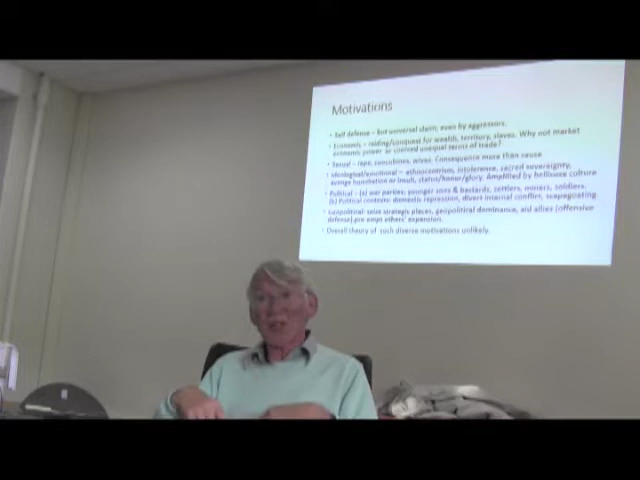 Motivations
• Self defense – but universal claim, even by aggressors.
• Economic – raiding/conquest for wealth, territory, slaves. Why not market
economic power or coerced unequal terms of trade?
• Sexual – rape, concubines, wives. Consequence more than cause
• Ideological/emotional – ethnocentrism, intolerance, sacred sovereignty,
avenge humiliation or insult, status/honor/glory. Amplified by bellicose culture
• Political – (a) war parties: younger sons & bastards, settlers, miners, soldiers.
(b) Political contexts: domestic repression, divert internal conflict, scapegoating
• Geopolitical: seize strategic places, geopolitical dominance, aid allies (offensive
defense), pre empt others' expansion.
• Overall theory of such diverse motivations unlikely.